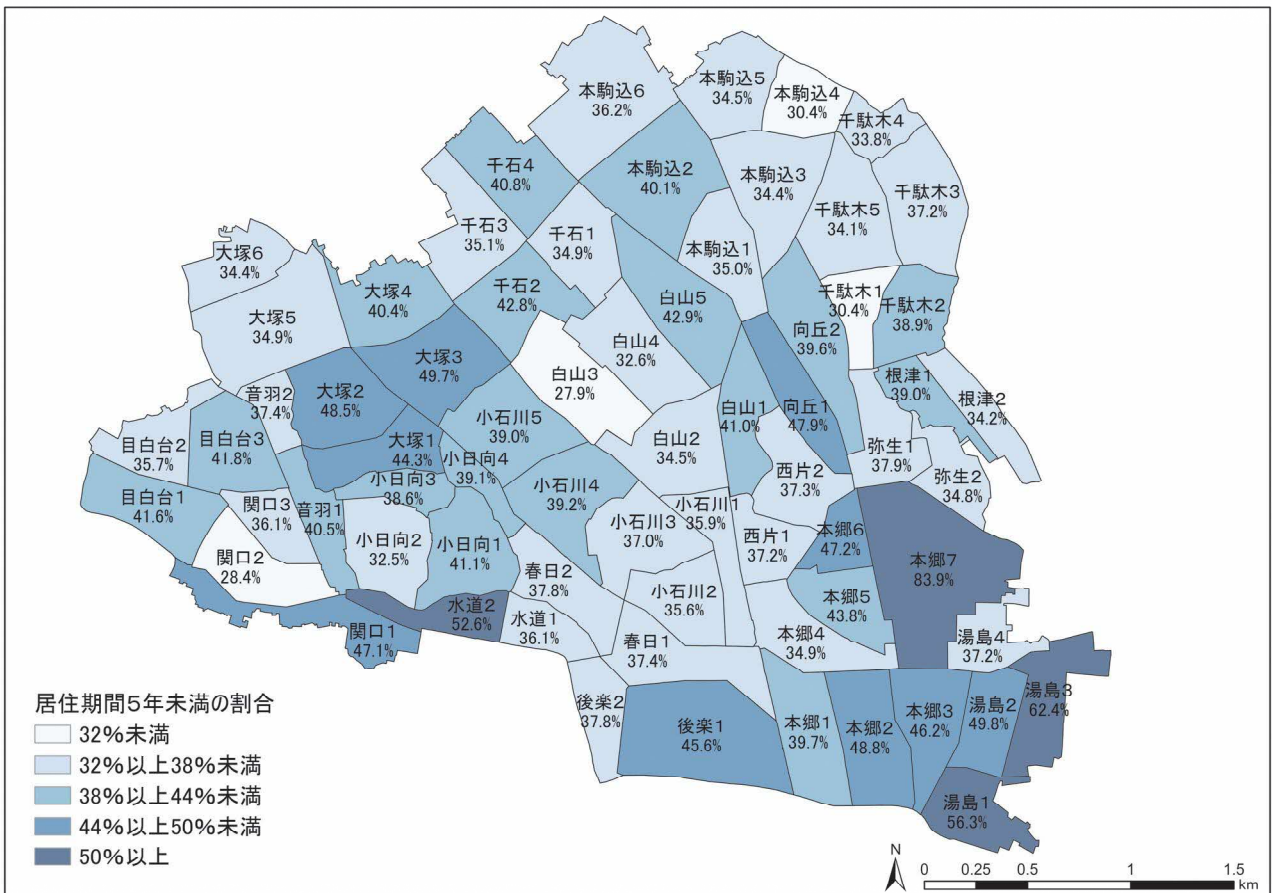 本駒込6
36.2%
本駒込5
34.5%
本駒込4
30.4%
千駄木4
33.8%
千石4
40.8%
本駒込2
40.1%
本駒込3
34.4%
千駄木3
37.2%
千駄木5
34.1%
千石3
35.1%
千石1
34.9%
本駒込1
35.0%
大塚6
34.4%
大塚4
40.4%
千石2
42.8%
白山5
42.9%
千駄木1
30.4%
千駄木2
38.9%
向丘2
39.6%
大塚5
34.9%
白山4
32.6%
大塚3
49.7%
白山3
27.9%
根津1
39.0%
根津2
34.2%
音羽2
37.4%
大塚2
48.5%
小石川5
39.0%
白山1
41.0%
向丘1
47.9%
目白台2
35.7%
目白台3
41.8%
大塚1
44.3%
白山2
34.5%
弥生1
37.9%
小日向4
39.1%
西片2
37.3%
弥生2
34.8%
小日向3
38.6%
小石川4
39.2%
目白台1
41.6%
関口3
36.1%
音羽1
40.5%
小石川1
35.9%
小石川3
37.0%
西片1
37.2%
本郷6
47.2%
小日向2
32.5%
小日向1
41.1%
関口2
28.4%
本郷7
83.9%
春日2
37.8%
小石川2
35.6%
本郷5
43.8%
水道2
52.6%
水道1
36.1%
関口1
47.1%
春日1
37.4%
本郷4
34.9%
湯島4
37.2%
後楽2
37.8%
後楽1
45.6%
本郷1
39.7%
本郷2
48.8%
本郷3
46.2%
湯島2
49.8%
湯島3
62.4%
湯島1
56.3%
居住期間5年未満の割合
32%未満
32%以上38%未満
38%以上44%未満
44%以上50%未満
50%以上
N
0 0.25 0.5 1 1.5
km